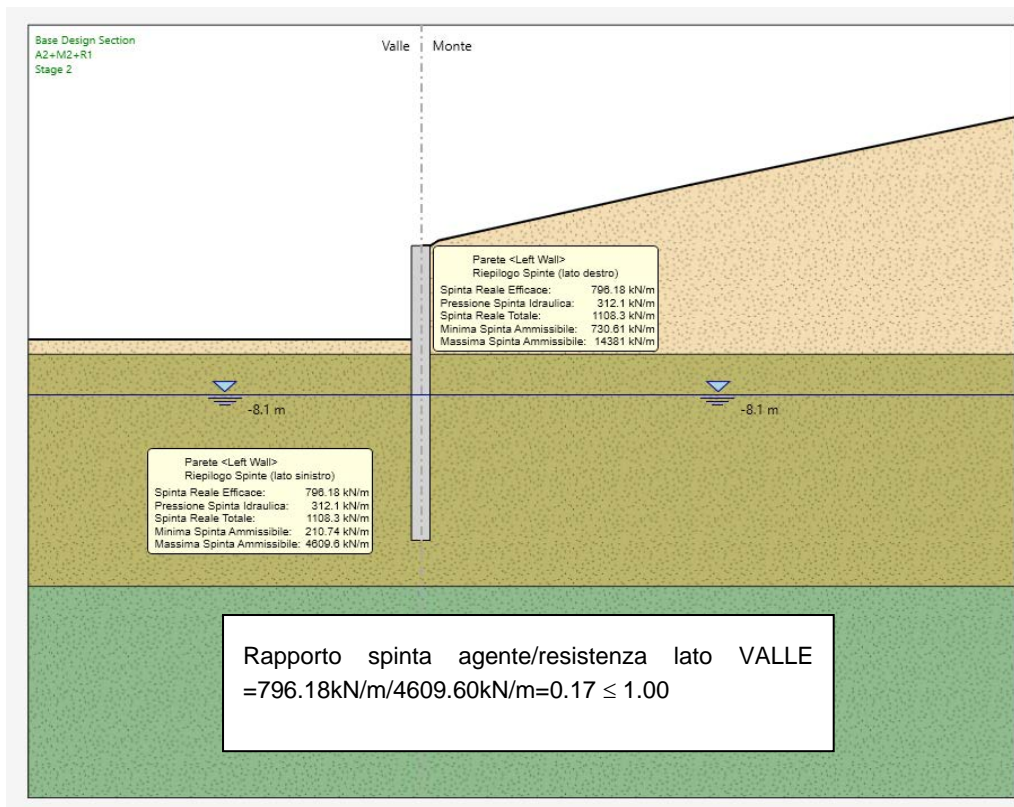 Base Design Section
A2+M2+R1
Stage 2
Valle Monte
Parete <Left Wall>
Riepilogo Spinte (lato destro)
Spinta Reale Efficace: 796.18 kN/m
Pressione Spinta Idraulica: 312.1 kN/m
Spinta Reale Totale: 1108.3 kN/m
Minima Spinta Ammissibile: 730.61 kN/m
Massima Spinta Ammissibile: 14381 kN/m
-8.1 m
-8.1 m
Parete <Left Wall>
Riepilogo Spinte (lato sinistro)
Spinta Reale Efficace: 796.18 kN/m
Pressione Spinta Idraulica: 312.1 kN/m
Spinta Reale Totale: 1108.3 kN/m
Minima Spinta Ammissibile: 210.74 kN/m
Massima Spinta Ammissibile: 4609.6 kN/m
Rapporto spinta agente/resistenza lato VALLE
=796.18kN/m/4609.60kN/m=0.17 ≤ 1.00